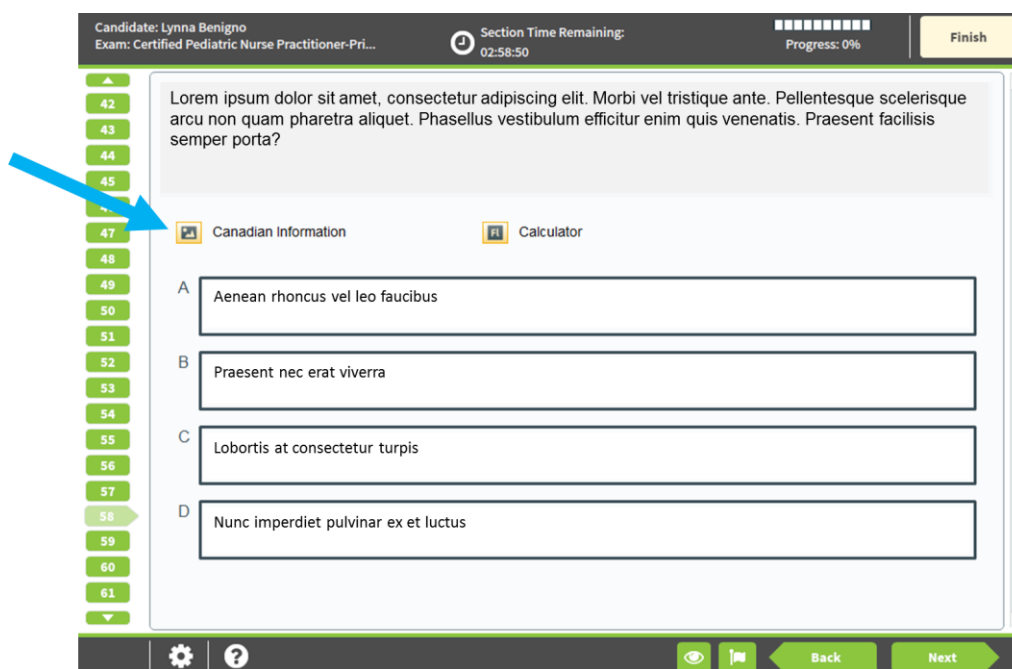 Candidate: Lynna Benigno
Exam: Certified Pediatric Nurse Practitioner-Pri...
Section Time Remaining:
02:58:50
Progress: 0%
Finish
42
43
44
45
47
48
49
50
51
52
53
54
55
56
57
58
59
60
61
Lorem ipsum dolor sit amet, consectetur adipiscing elit. Morbi vel tristique ante. Pellentesque scelerisque
arcu non quam pharetra aliquet. Phasellus vestibulum efficitur enim quis venenatis. Praesent facilisis
semper porta?
Canadian Information
Calculator
A
Aenean rhoncus vel leo faucibus
B
Praesent nec erat viverra
C
Lobortis at consectetur turpis
D
Nunc imperdiet pulvinar ex et luctus
Back
Next